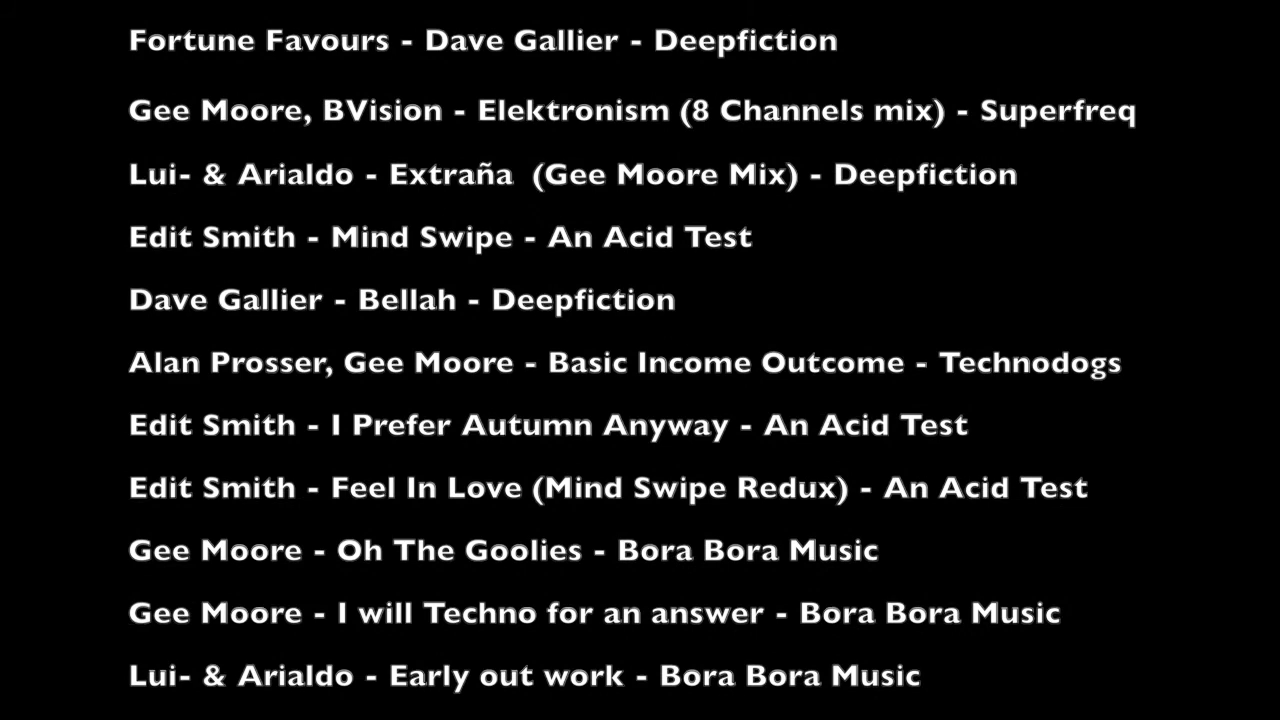 Fortune Favours - Dave Gallier - Deepfiction
Gee Moore, BVision - Elektronism (8 Channels mix) - Superfreq
Lui- & Arialdo - Extraña  (Gee Moore Mix) - Deepfiction
Edit Smith - Mind Swipe - An Acid Test
Dave Gallier - Bellah - Deepfiction
Alan Prosser, Gee Moore - Basic Income Outcome - Technodogs
Edit Smith - I Prefer Autumn Anyway - An Acid Test
Edit Smith - Feel In Love (Mind Swipe Redux) - An Acid Test
Gee Moore - Oh The Goolies - Bora Bora Music
Gee Moore - I will Techno for an answer - Bora Bora Music
Lui- & Arialdo - Early out work - Bora Bora Music